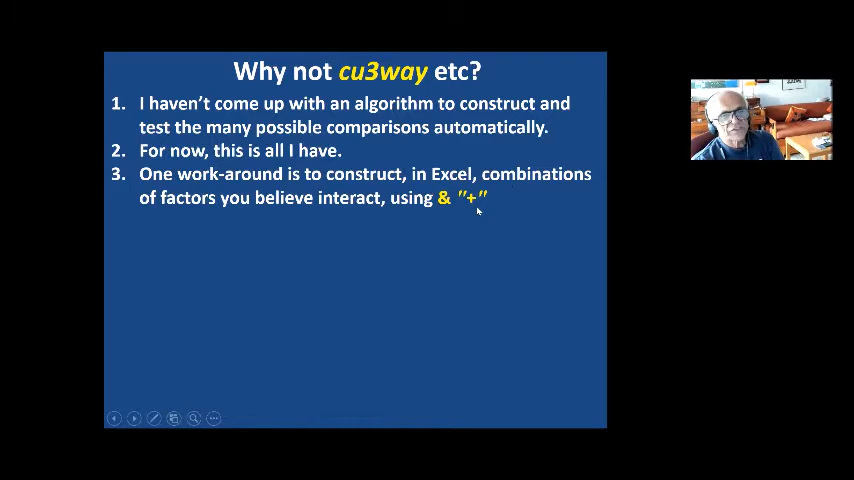 Why not cu3way etc?
1. I haven't come up with an algorithm to construct and
test the many possible comparisons automatically.
2. For now, this is all I have.
3. One work-around is to construct, in Excel, combinations
of factors you believe interact, using & "+"